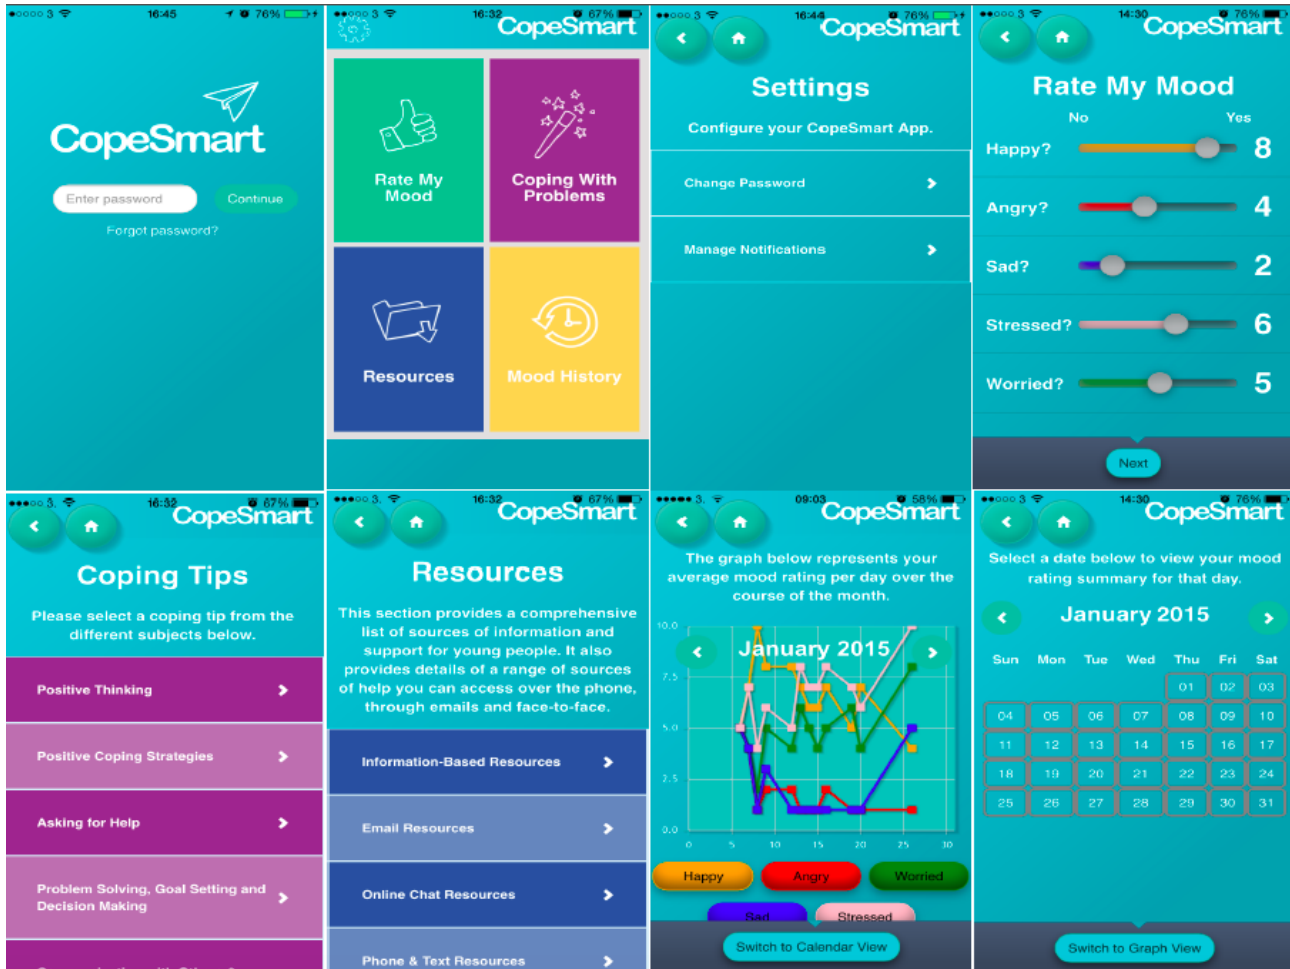 3 16:45 76%
CopeSmart
Enter password Continue
Forgot password?
3 16:32 67%
CopeSmart
Rate My
Mood
Coping With
Problems
Resources
Mood History
3 16:44 76%
CopeSmart
Settings
Configure your CopeSmart App.
Change Password
Manage Notifications
3 14:30 76%
CopeSmart
Rate My Mood
No Yes
Happy? 8
Angry? 4
Sad? 2
Stressed? 6
Worried? 5
Next
3. 16:32 67%
CopeSmart
Coping Tips
Please select a coping tip from the
different subjects below.
Positive Thinking
Positive Coping Strategies
Asking for Help
Problem Solving, Goal Setting and
Decision Making
3. 16:32 67%
CopeSmart
Resources
This section provides a comprehensive
list of sources of information and
support for young people. It also
provides details of a range of sources
of help you can access over the phone,
through emails and face-to-face.
Information-Based Resources
Email Resources
Online Chat Resources
Phone & Text Resources
3. 09:03 58%
CopeSmart
The graph below represents your
average mood rating per day over the
course of the month.
January 2015
10.0
7.5
5.0
2.5
0.0
0 5 10 15 20 25 30
Happy Angry Worried
Sad Stressed
Switch to Calendar View
3 14:30 76%
CopeSmart
Select a date below to view your mood
rating summary for that day.
January 2015
Sun Mon Tue Wed Thu Fri Sat
01 02 03
04 05 06 07 08 09 10
11 12 13 14 15 16 17
18 19 20 21 22 23 24
25 26 27 28 29 30 31
Switch to Graph View